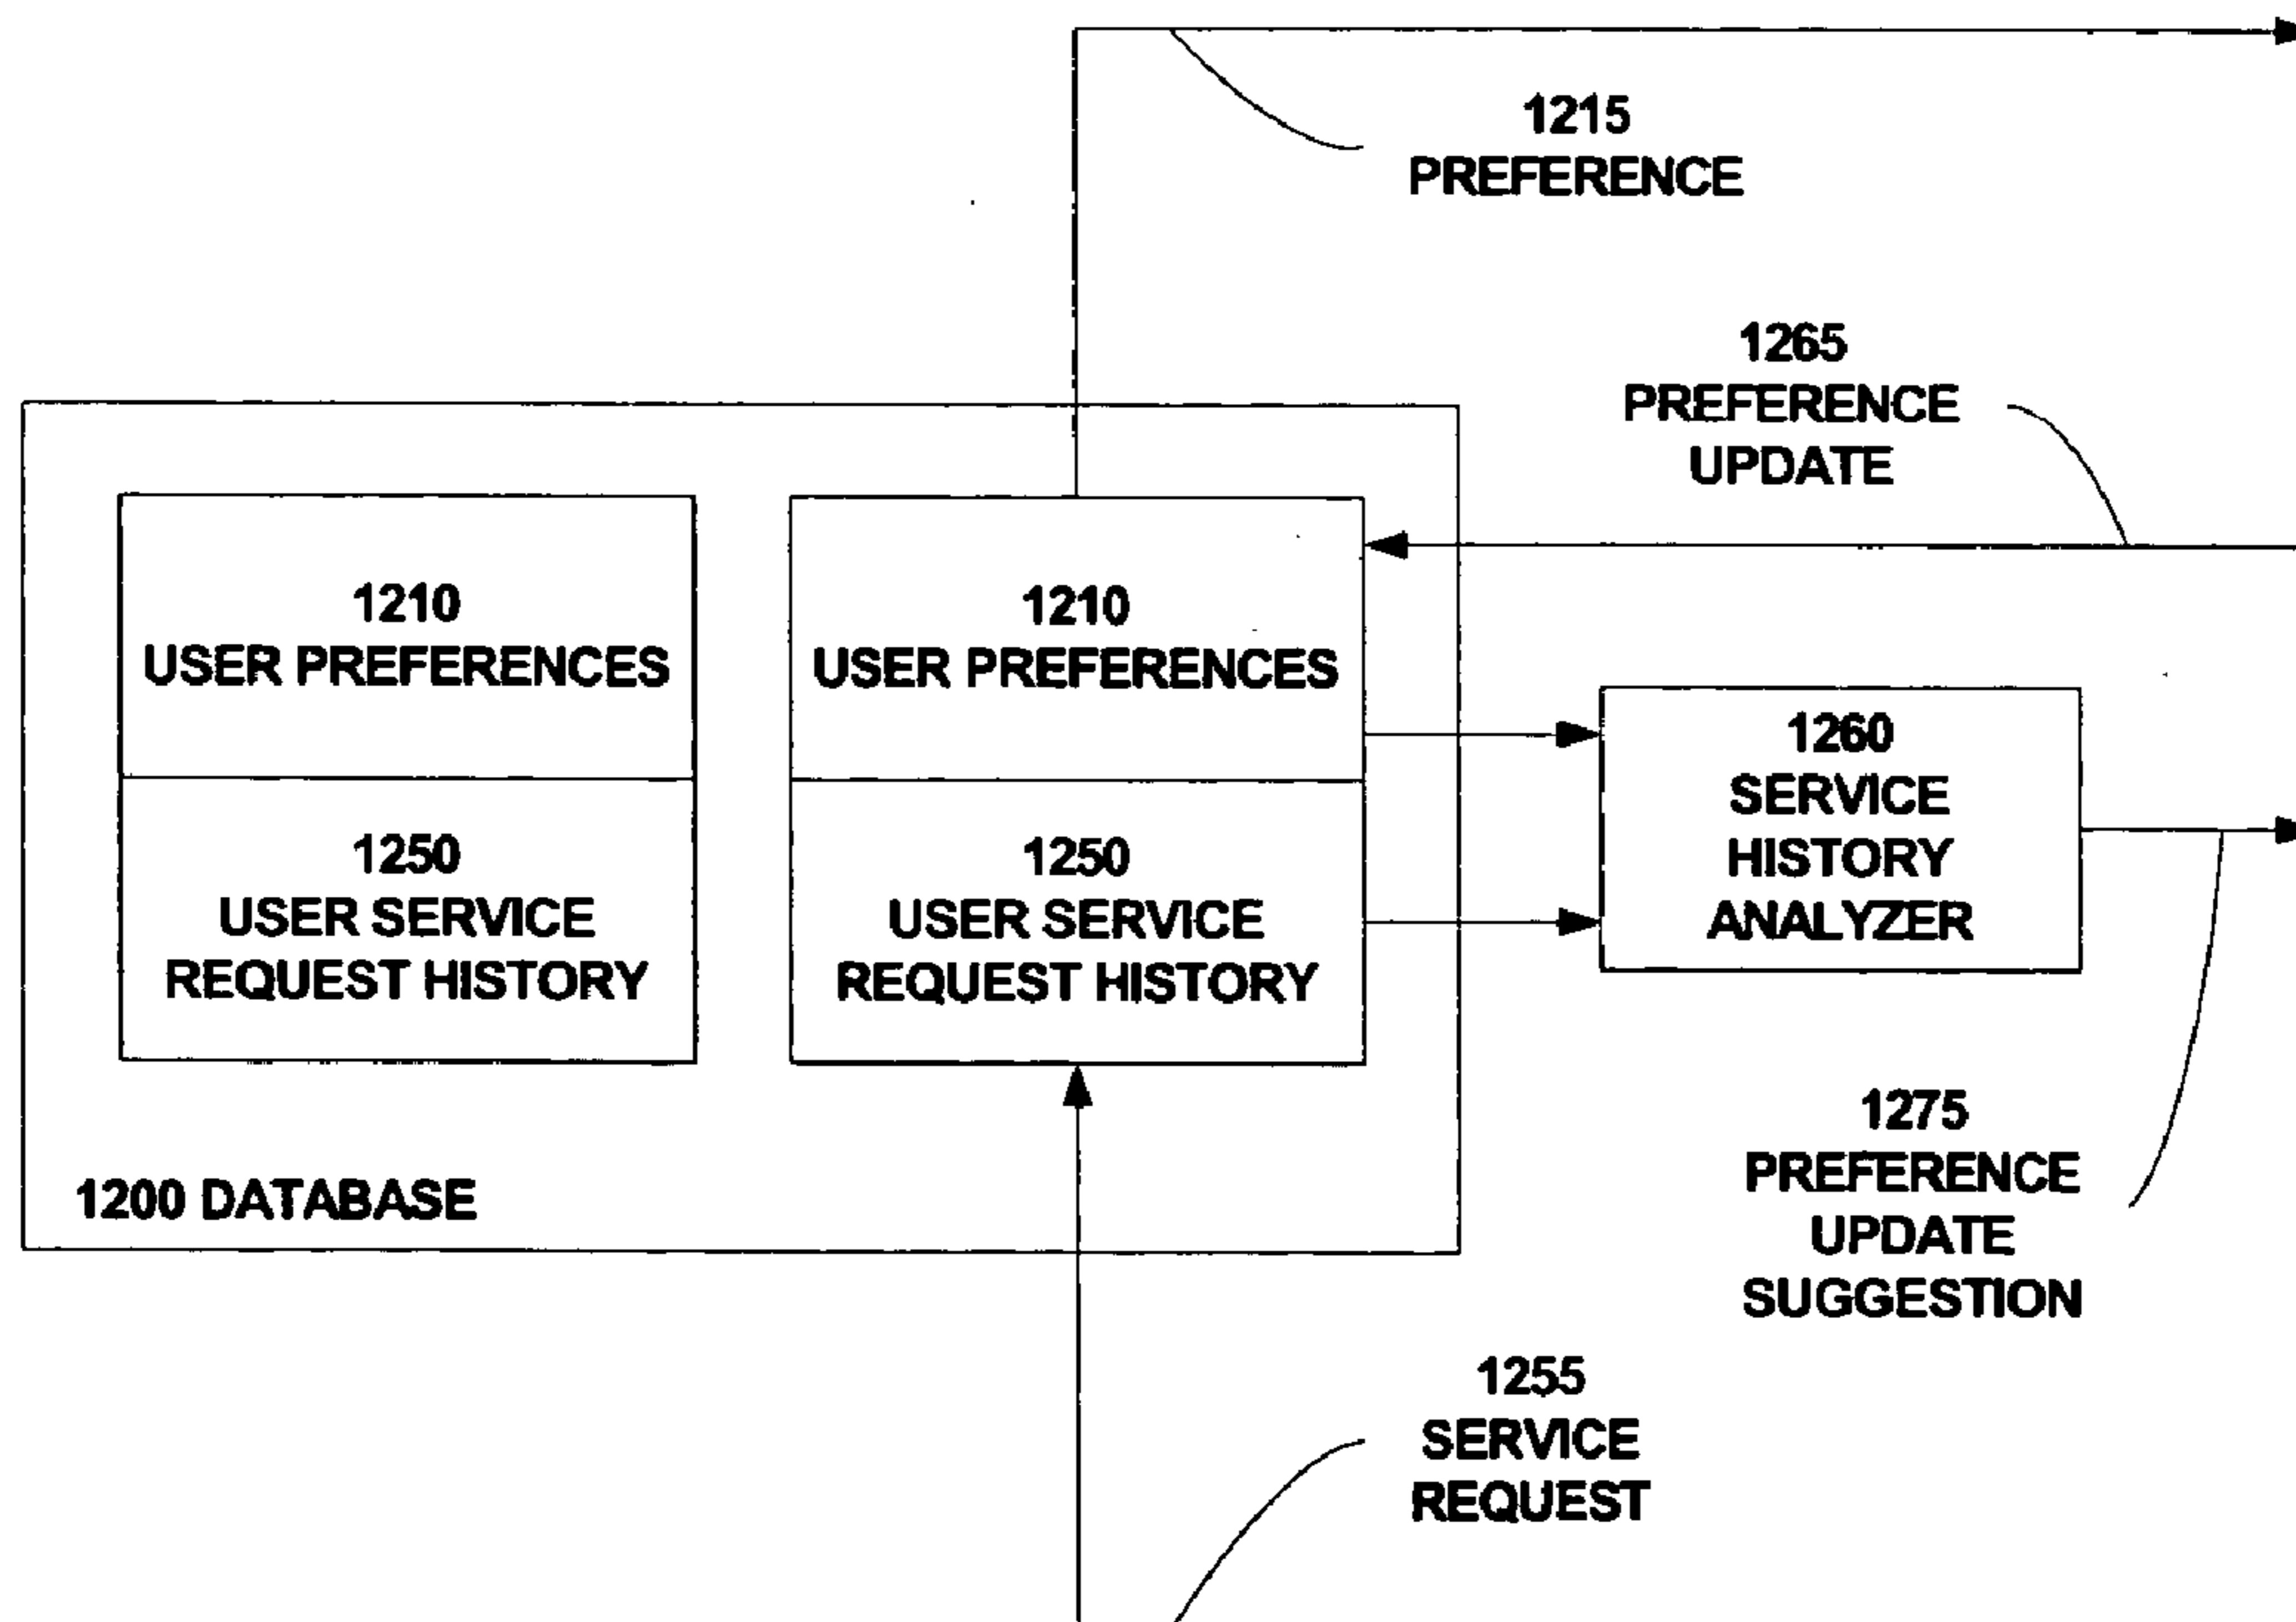 1215
PREFERENCE
1265
PREFERENCE
UPDATE
1210
USER PREFERENCES
1250
USER SERVICE
REQUEST HISTORY
1210
USER PREFERENCES
1250
USER SERVICE
REQUEST HISTORY
1260
SERVICE
HISTORY
ANALYZER
1200 DATABASE
1275
PREFERENCE
UPDATE
SUGGESTION
1255
SERVICE
REQUEST